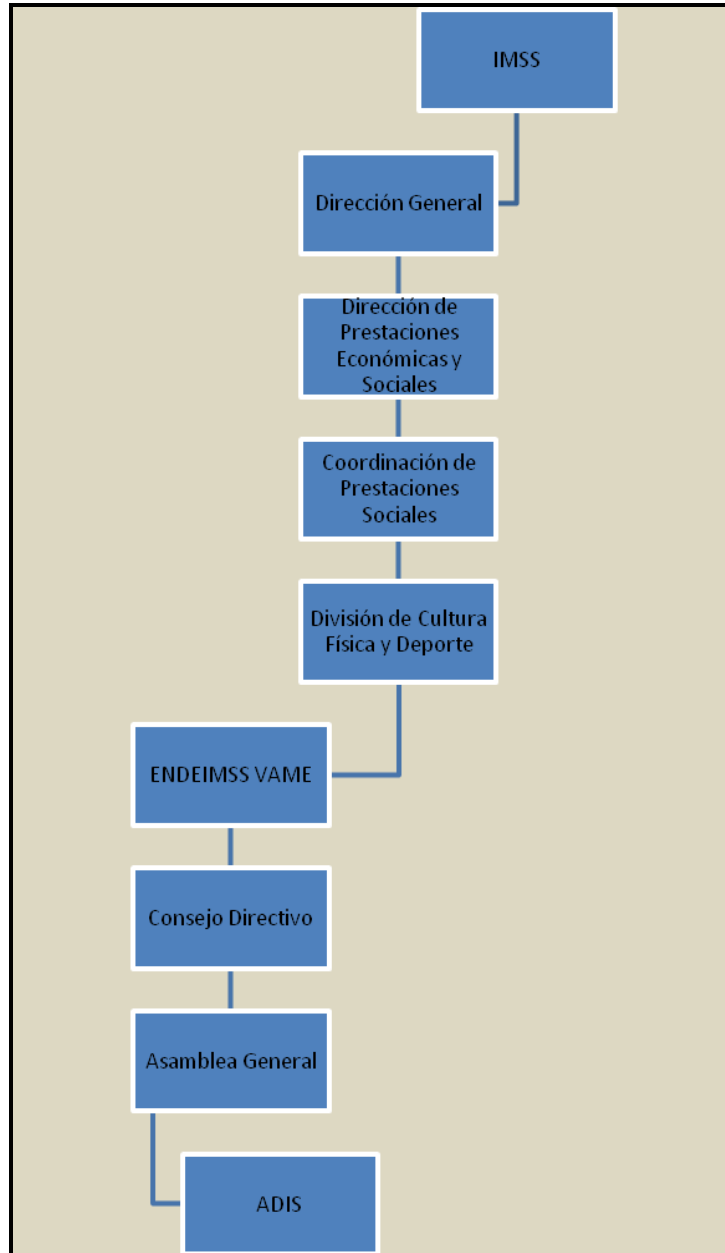 IMSS
Dirección General
Dirección de
Prestaciones
Económicas y
Sociales
Coordinación de
Prestaciones
Sociales
División de Cultura
Física y Deporte
ENDEIMSS VAME
Consejo Directivo
Asamblea General
ADIS